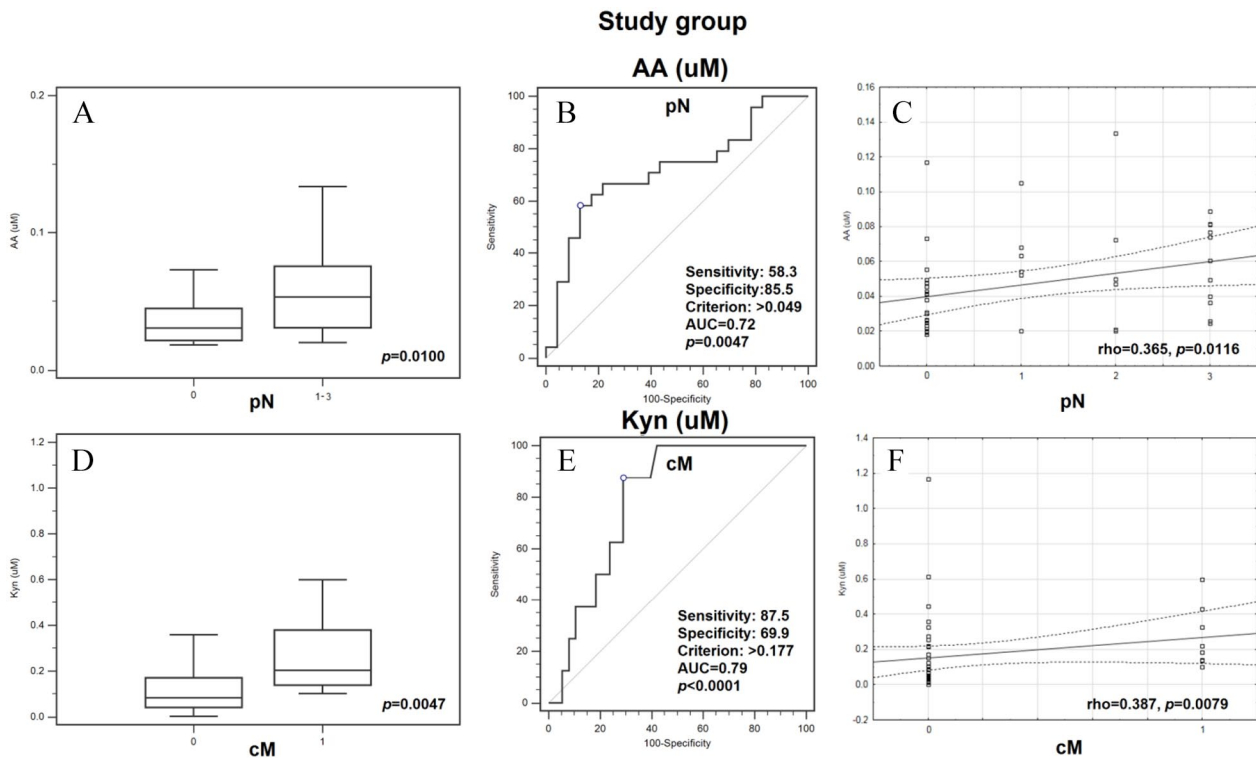 Study group
AA (uM)
A
0.2
0.1
0.0
AA (uM)
0
1-3
pN
p=0.0100
B
pN
100
80
60
40
20
0
Sensitivity
Sensitivity: 58.3
Specificity:85.5
Criterion: >0.049
AUC=0.72
p=0.0047
0 20 40 60 80 100
100-Specificity
C
0.16
0.14
0.12
0.10
0.08
0.06
0.04
0.02
0.00
AA (uM)
rho=0.365, p=0.0116
0 1 2 3
pN
Kyn (uM)
D
1.2
1.0
0.8
0.6
0.4
0.2
0.0
Kyn (uM)
p=0.0047
0 1
cM
E
cM
100
80
60
40
20
0
Sensitivity
Sensitivity: 87.5
Specificity: 69.9
Criterion: >0.177
AUC=0.79
p<0.0001
0 20 40 60 80 100
100-Specificity
F
1.4
1.2
1.0
0.8
0.6
0.4
0.2
0.0
-0.2
Kyn (uM)
rho=0.387, p=0.0079
0 1
cM